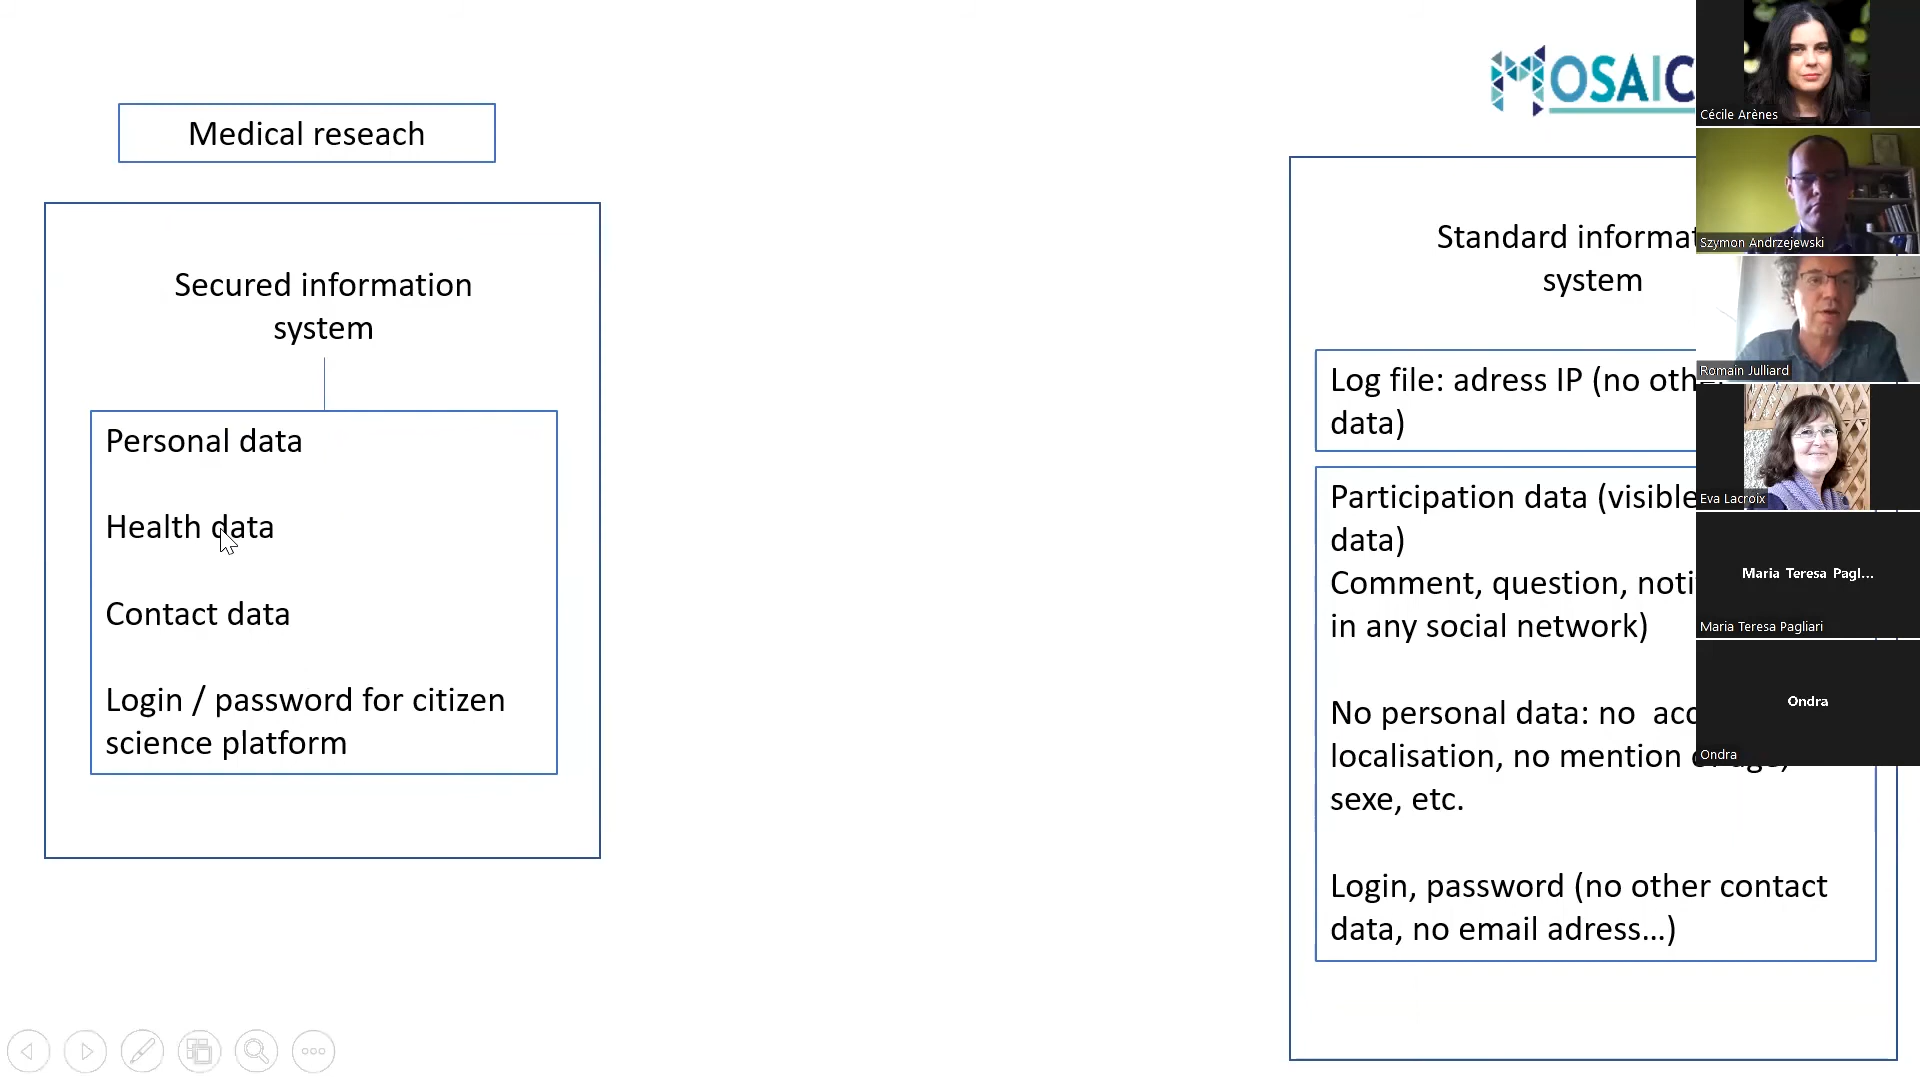 Medical reseach
Secured information
system
Personal data
Health data
Contact data
Login / password for citizen
science platform
MOSAIC
Standard informat
system
Log file: adress IP (no oth
data)
Participation data (visible
data)
Comment, question, noti
in any social network)
No personal data: no acc
localisation, no mention
sexe, etc.
Login, password (no other contact
data, no email adress...)
Cécile Arènes
Szymon Andrzejewski
Romain Julliard
Eva Lacroix
Maria Teresa Pagl...
Maria Teresa Pagliari
Ondra
Ondra